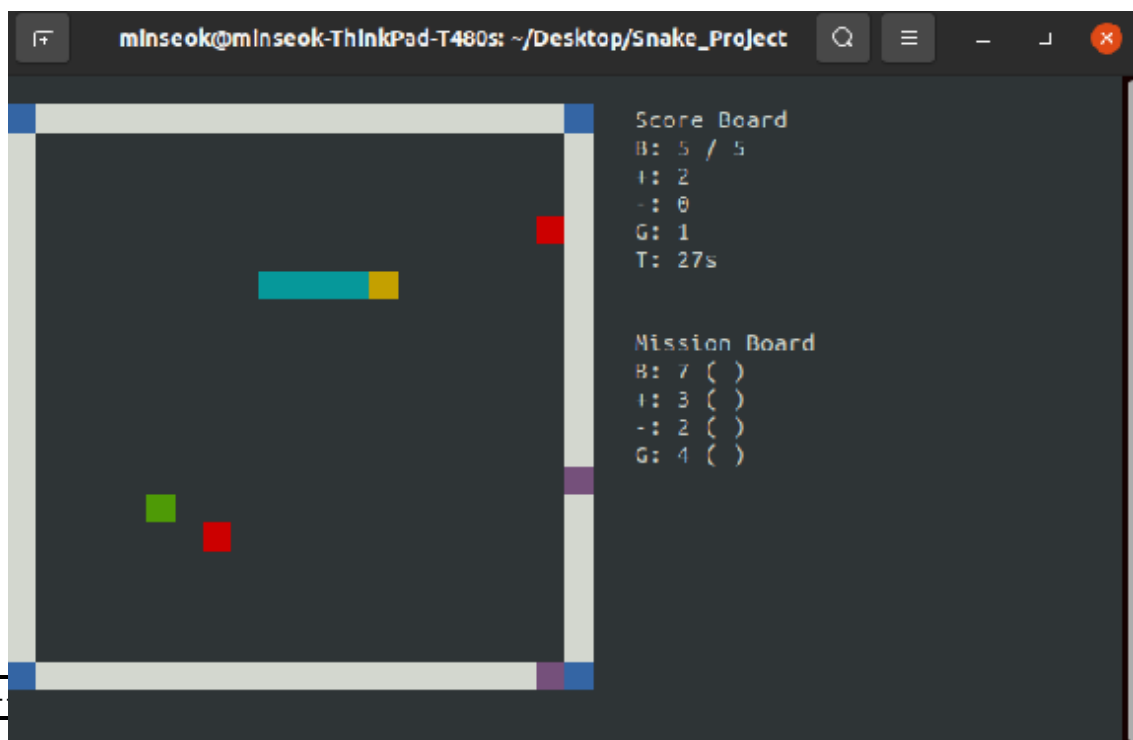 minseok@minseok-ThinkPad-T480s: ~/Desktop/Snake_Project
Score Board
B: 5 / 5
+: 2
-: 0
G: 1
T: 27s
Mission Board
B: 7 ( )
+: 3 ( )
-: 2 ( )
G: 4 ( )